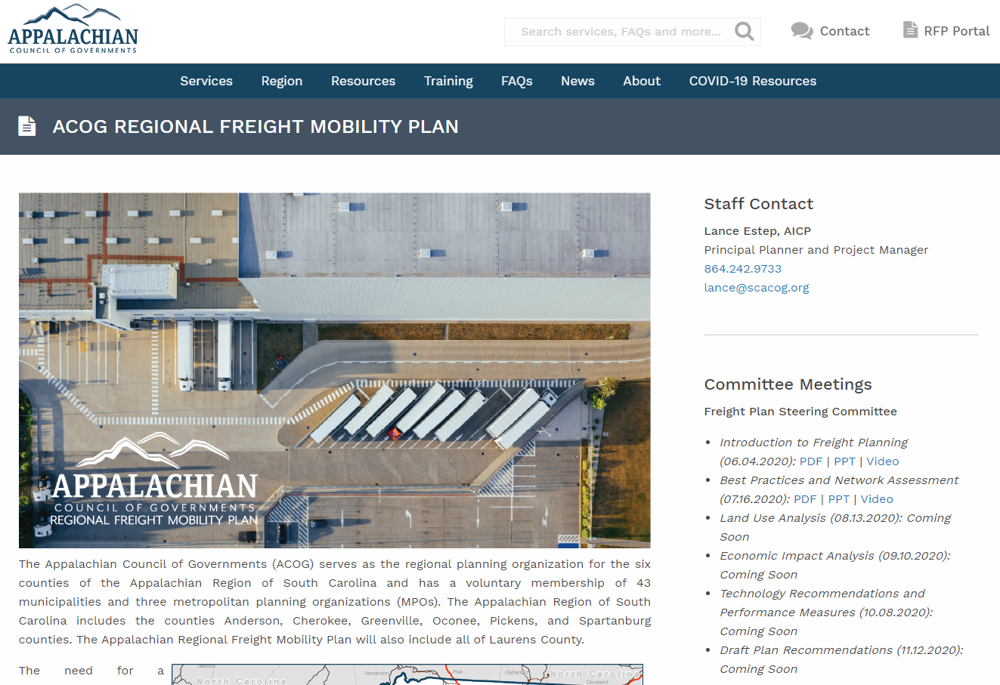 APPALACHIAN
COUNCIL OF GOVERNMENTS
Search services, FAQs and more...
Contact
RFP Portal
Services Region Resources Training FAQs News About COVID-19 Resources
ACOG REGIONAL FREIGHT MOBILITY PLAN
APPALACHIAN
COUNCIL OF GOVERNMENTS
REGIONAL FREIGHT MOBILITY PLAN
The Appalachian Council of Governments (ACOG) serves as the regional planning organization for the six
counties of the Appalachian Region of South Carolina and has a voluntary membership of 43
municipalities and three metropolitan planning organizations (MPOs). The Appalachian Region of South
Carolina includes the counties Anderson, Cherokee, Greenville, Oconee, Pickens, and Spartanburg
counties. The Appalachian Regional Freight Mobility Plan will also include all of Laurens County.
The need for a
Jackson
North Carolina
Henderson
Polk
Rutherford
North Carolina
Cleveland
Staff Contact
Lance Estep, AICP
Principal Planner and Project Manager
864.242.9733
lance@scacog.org
Committee Meetings
Freight Plan Steering Committee
• Introduction to Freight Planning
(06.04.2020): PDF | PPT | Video
• Best Practices and Network Assessment
(07.16.2020): PDF | PPT | Video
• Land Use Analysis (08.13.2020): Coming
Soon
• Economic Impact Analysis (09.10.2020):
Coming Soon
• Technology Recommendations and
Performance Measures (10.08.2020):
Coming Soon
• Draft Plan Recommendations (11.12.2020):
Coming Soon